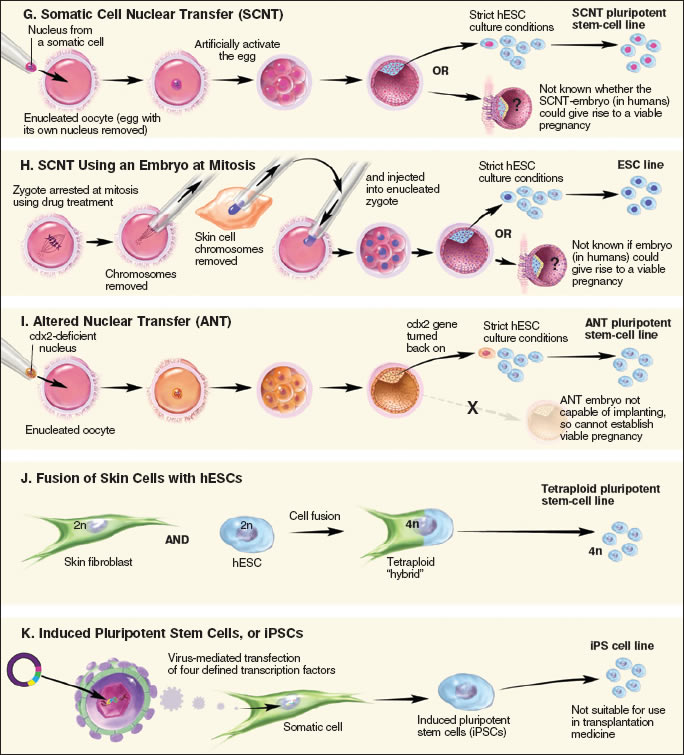 G. Somatic Cell Nuclear Transfer (SCNT)
Nucleus from
a somatic cell
Enucleated oocyte (egg with
its own nucleus removed)
Artificially activate
the egg
OR
Strict hESC
culture conditions
SCNT pluripotent
stem-cell line
?
Not known whether the
SCNT-embryo (in humans)
could give rise to a viable
pregnancy
H. SCNT Using an Embryo at Mitosis
Zygote arrested at mitosis
using drug treatment
Chromosomes
removed
Skin cell
chromosomes
removed
and injected
into enucleated
zygote
OR
Strict hESC
culture conditions
ESC line
?
Not known if embryo
(in humans) could
give rise to a viable
pregnancy
I. Altered Nuclear Transfer (ANT)
cdx2-deficient
nucleus
Enucleated oocyte
cdx2 gene
turned
back on
Strict hESC
culture conditions
ANT pluripotent
stem-cell line
X
ANT embryo not
capable of implanting,
so cannot establish
viable pregnancy
J. Fusion of Skin Cells with hESCs
2n
Skin fibroblast
AND
2n
hESC
Cell fusion
4n
Tetraploid
“hybrid”
Tetraploid pluripotent
stem-cell line
4n
K. Induced Pluripotent Stem Cells, or iPSCs
Virus-mediated transfection
of four defined transcription factors
Somatic cell
Induced pluripotent
stem cells (iPSCs)
iPS cell line
Not suitable for use
in transplantation
medicine